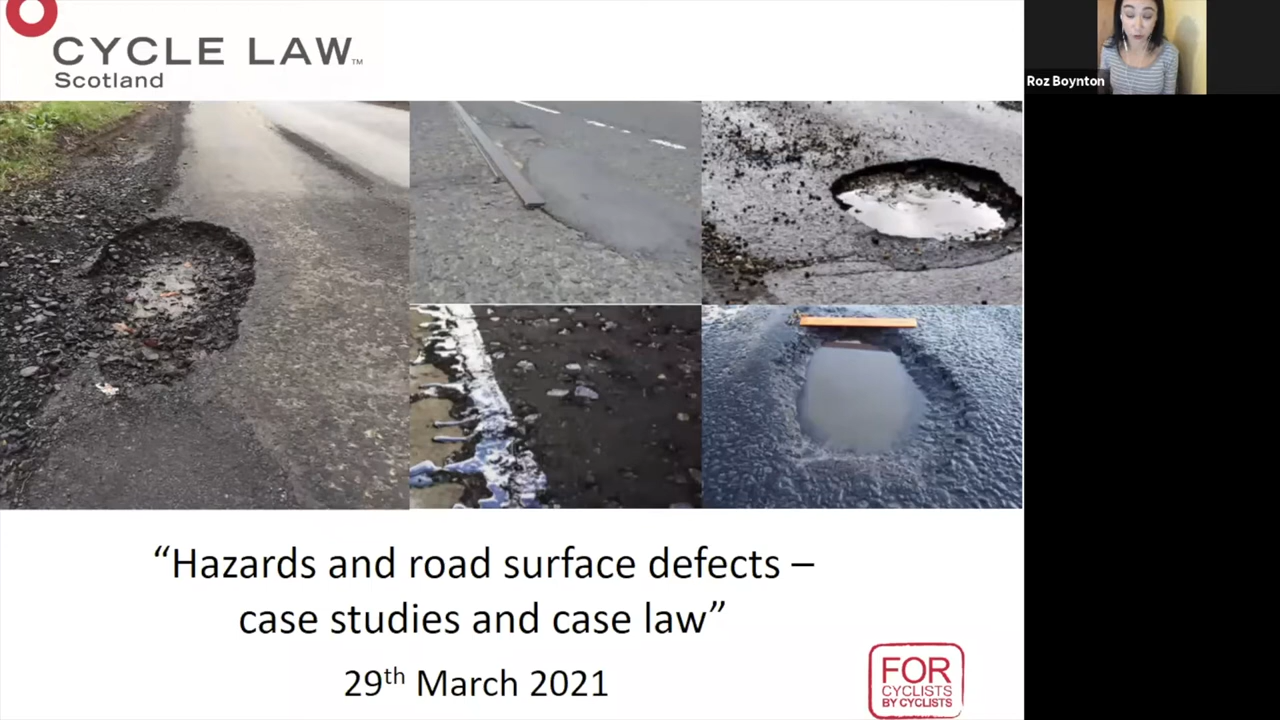 CYCLE LAW™
Scotland
Roz Boynton
“Hazards and road surface defects –
case studies and case law”
29th March 2021
FOR
CYCLISTS
BY CYCLISTS